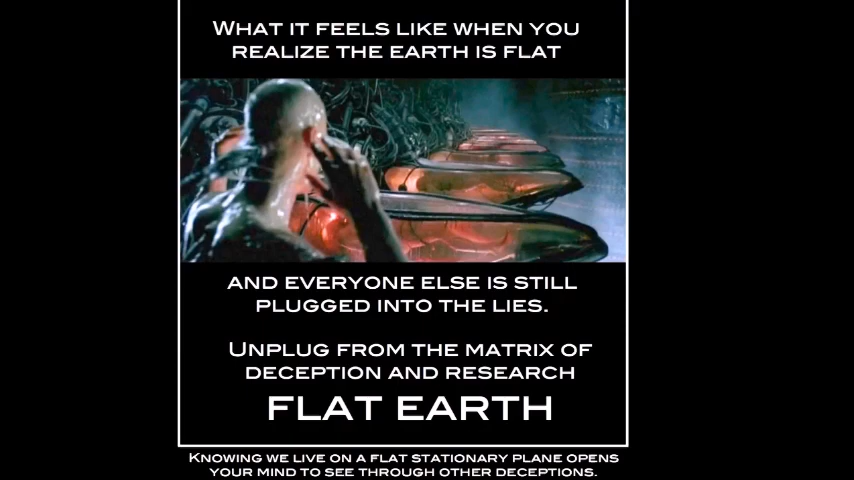 What it feels like when you
realize the earth is flat
and everyone else is still
plugged into the lies.
Unplug from the matrix of
deception and research
FLAT EARTH
Knowing we live on a flat stationary plane opens
your mind to see through other deceptions.